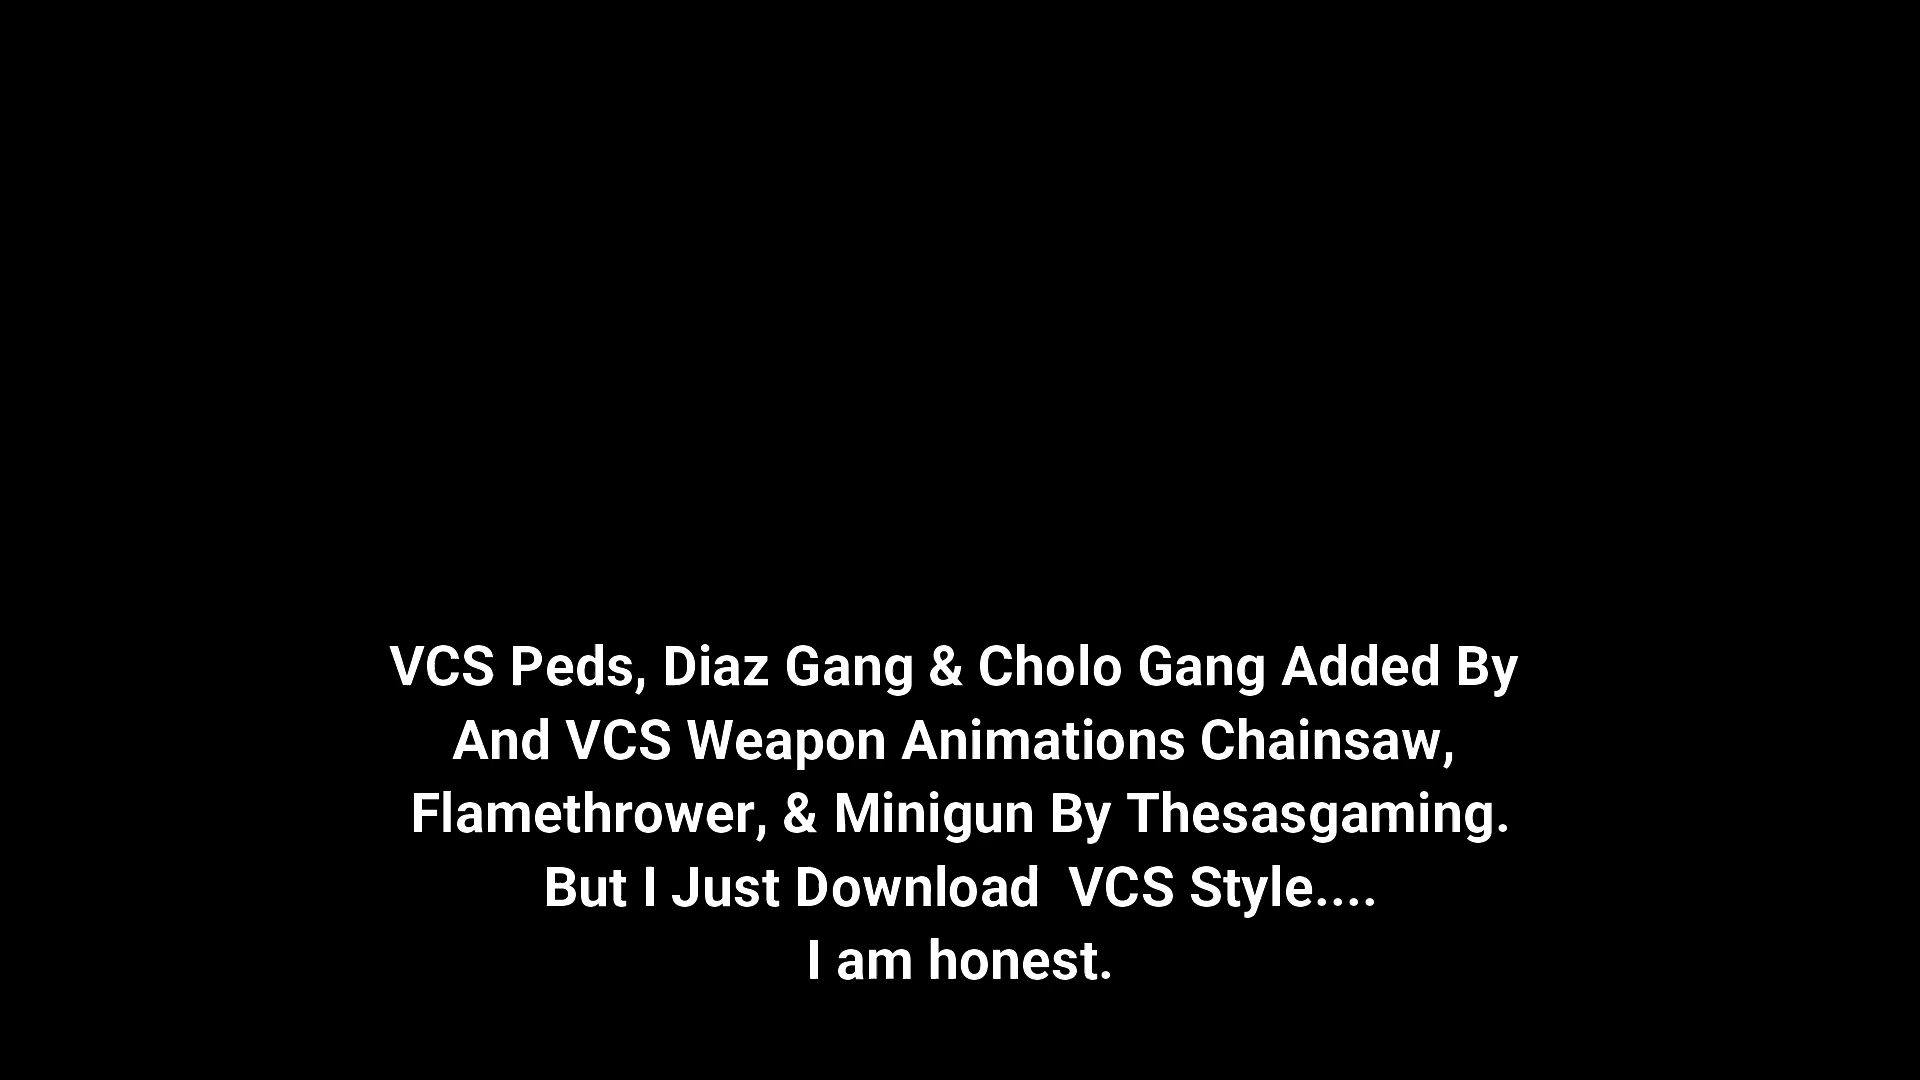 VCS Peds, Diaz Gang & Cholo Gang Added By
And VCS Weapon Animations Chainsaw,
Flamethrower, & Minigun By Thesasgaming.
But I Just Download  VCS Style....
I am honest.